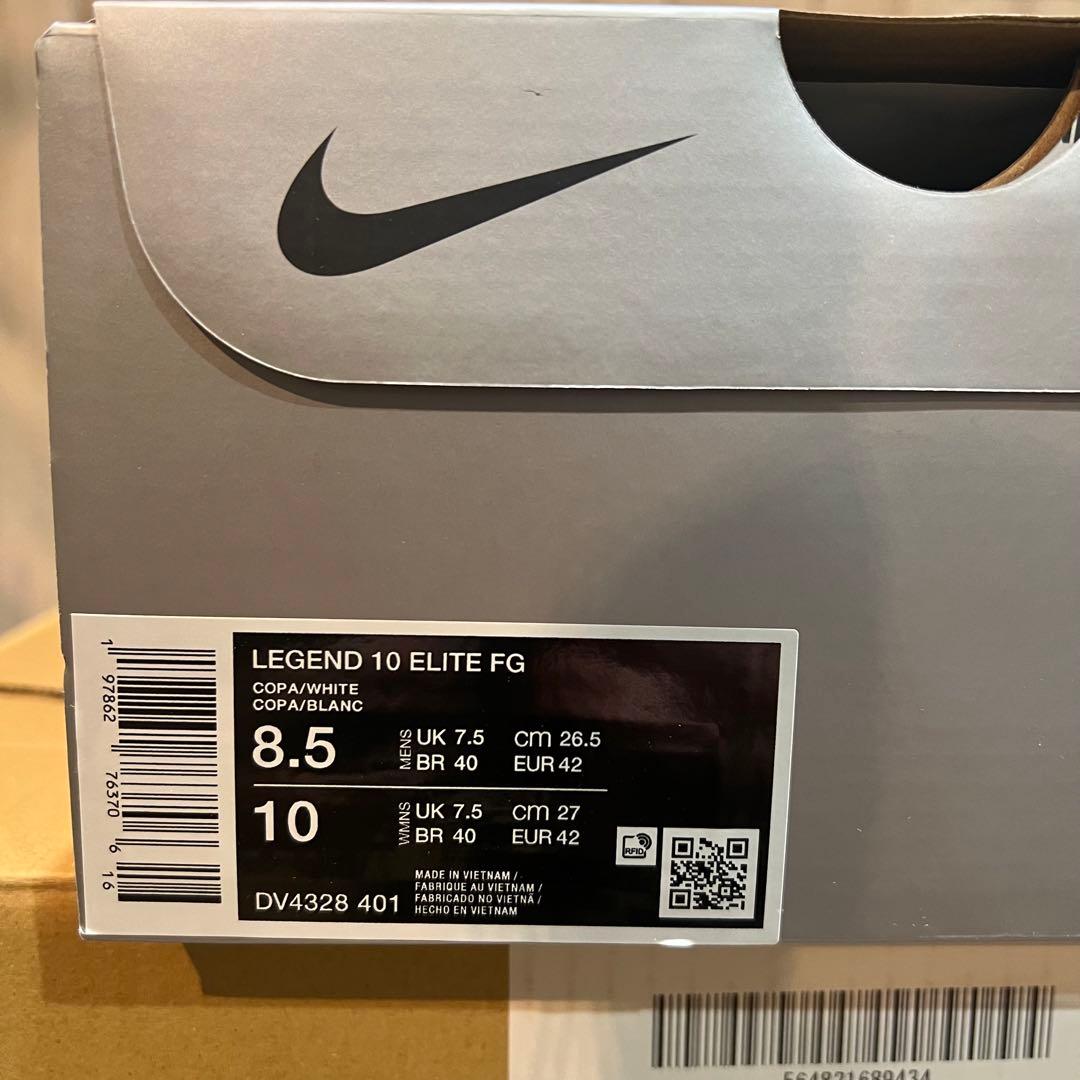 LEGEND 10 ELITE FG
COPA/WHITE
COPA/BLANC
8.5 MENS UK 7.5 cm 26.5
BR 40 EUR 42
10 WMNS UK 7.5 cm 27
BR 40 EUR 42
RFID
DV4328 401
MADE IN VIETNAM /
FABRIQUE AU VIETNAM /
FABRICADO NO VIETNÃ /
HECHO EN VIETNAM
1 97862 76370 6 16
564821689434